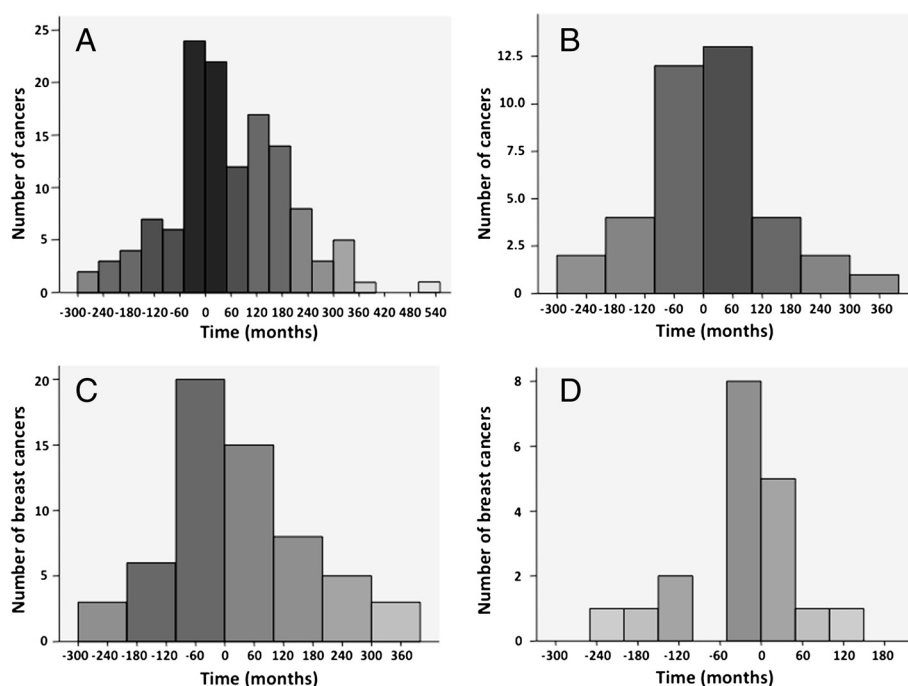 A
Number of cancers
25
20
15
10
5
0
-300 -240 -180 -120 -60 0 60 120 180 240 300 360 420 480 540
Time (months)
B
Number of cancers
12.5
10.0
7.5
5.0
2.5
0
-300 -240 -180 -120 -60 0 60 120 180 240 300 360
Time (months)
C
Number of breast cancers
20
15
10
5
0
-300 -240 -180 -120 -60 0 60 120 180 240 300 360
Time (months)
D
Number of breast cancers
8
6
4
2
0
-300 -240 -180 -120 -60 0 60 120 180
Time (months)